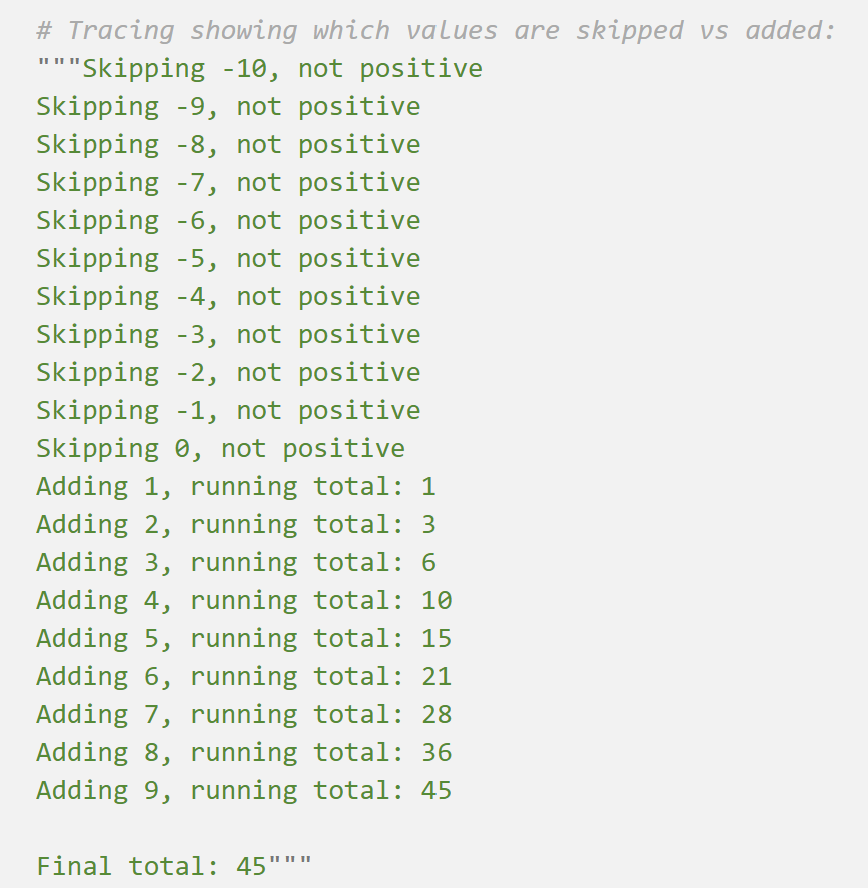 # Tracing showing which values are skipped vs added:
"""Skipping -10, not positive
Skipping -9, not positive
Skipping -8, not positive
Skipping -7, not positive
Skipping -6, not positive
Skipping -5, not positive
Skipping -4, not positive
Skipping -3, not positive
Skipping -2, not positive
Skipping -1, not positive
Skipping 0, not positive
Adding 1, running total: 1
Adding 2, running total: 3
Adding 3, running total: 6
Adding 4, running total: 10
Adding 5, running total: 15
Adding 6, running total: 21
Adding 7, running total: 28
Adding 8, running total: 36
Adding 9, running total: 45

Final total: 45"""